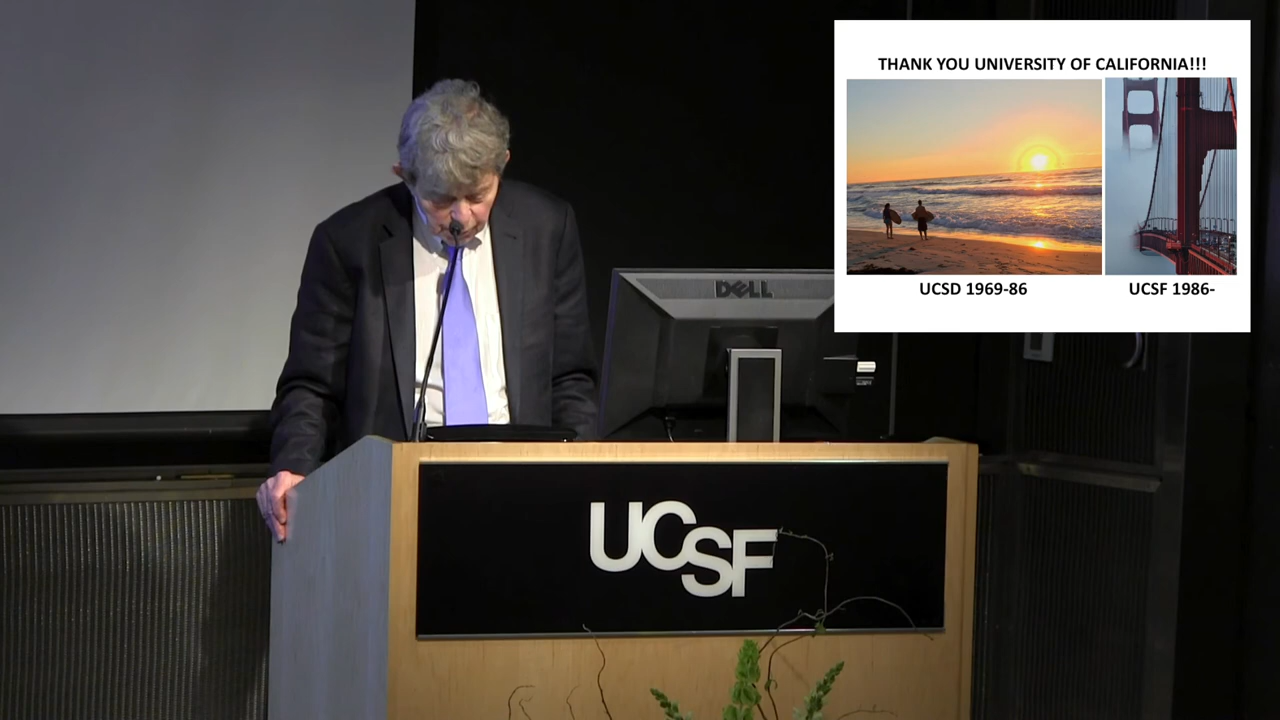 THANK YOU UNIVERSITY OF CALIFORNIA!!!
UCSD 1969-86
UCSF 1986-
DELL
UCSF